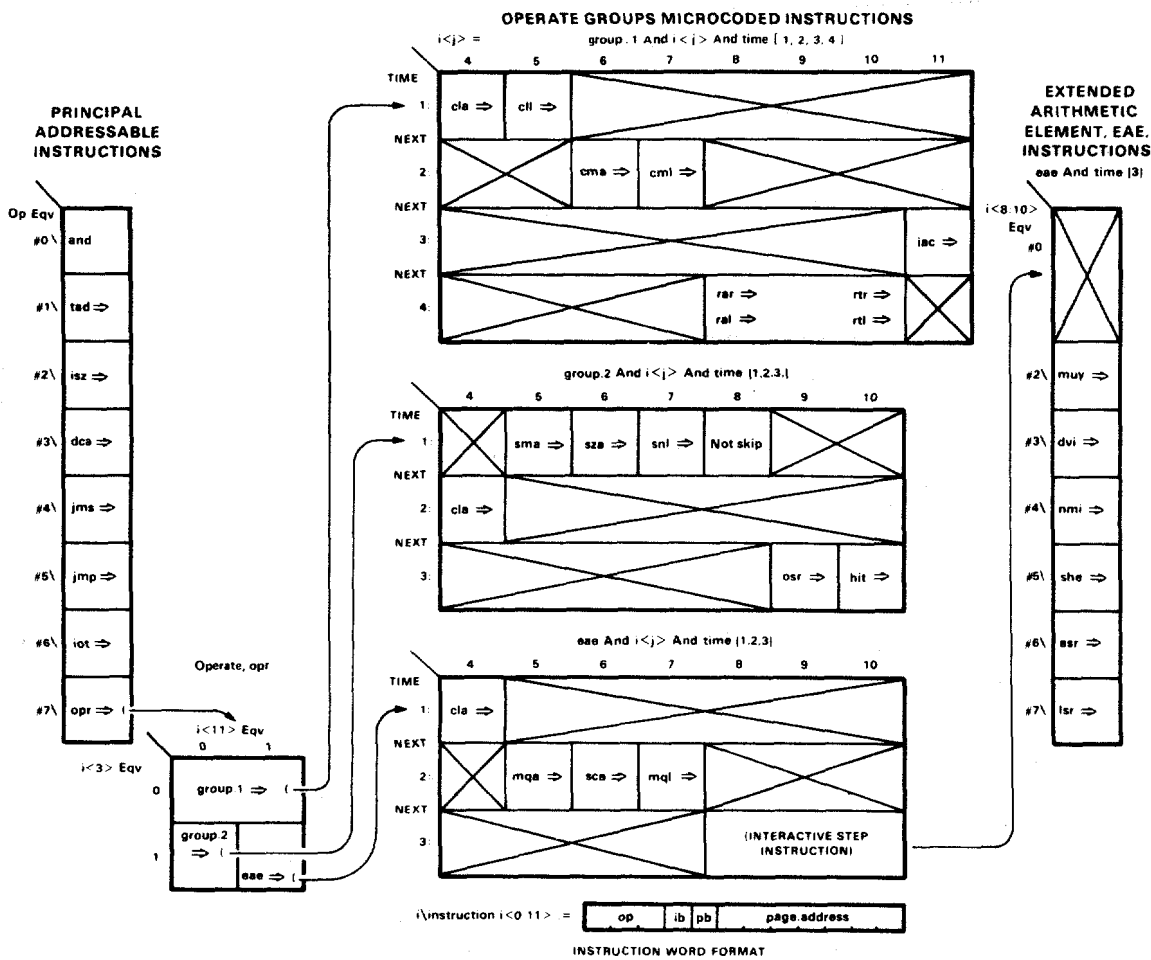 OPERATE GROUPS MICROCODED INSTRUCTIONS
i<j> = group.1 And i<j> And time [1, 2, 3, 4]
4 5 6 7 8 9 10 11
TIME
1: cla ⇒ cll ⇒
NEXT
2: cma ⇒ cml ⇒
NEXT
3: iac ⇒
NEXT
4: rar ⇒ rtr ⇒
ral ⇒ rtl ⇒
PRINCIPAL
ADDRESSABLE
INSTRUCTIONS
Op Eqv
#0\ and
#1\ tad ⇒
#2\ isz ⇒
#3\ dca ⇒
#4\ jms ⇒
#5\ jmp ⇒
#6\ iot ⇒
#7\ opr ⇒ (
Operate, opr
i<11> Eqv
0 1
i<3> Eqv
0 group.1 ⇒ (
group.2
1 ⇒ (
eae ⇒ (
group.2 And i<j> And time [1,2,3,[
4 5 6 7 8 9 10
TIME
1: sma ⇒ sza ⇒ snl ⇒ Not skip
NEXT
2: cla ⇒
NEXT
3: osr ⇒ hlt ⇒
eae And i<j> And time [1,2,3]
4 5 6 7 8 9 10
TIME
1: cla ⇒
NEXT
2: mqa ⇒ sca ⇒ mql ⇒
NEXT
3: (INTERACTIVE STEP
INSTRUCTION)
EXTENDED
ARITHMETIC
ELEMENT, EAE,
INSTRUCTIONS
eae And time [3]
i<8:10>
Eqv
#0
#2\ muy ⇒
#3\ dvi ⇒
#4\ nmi ⇒
#5\ she ⇒
#6\ asr ⇒
#7\ lsr ⇒
i\instruction i<0:11> := op ib pb page.address
INSTRUCTION WORD FORMAT